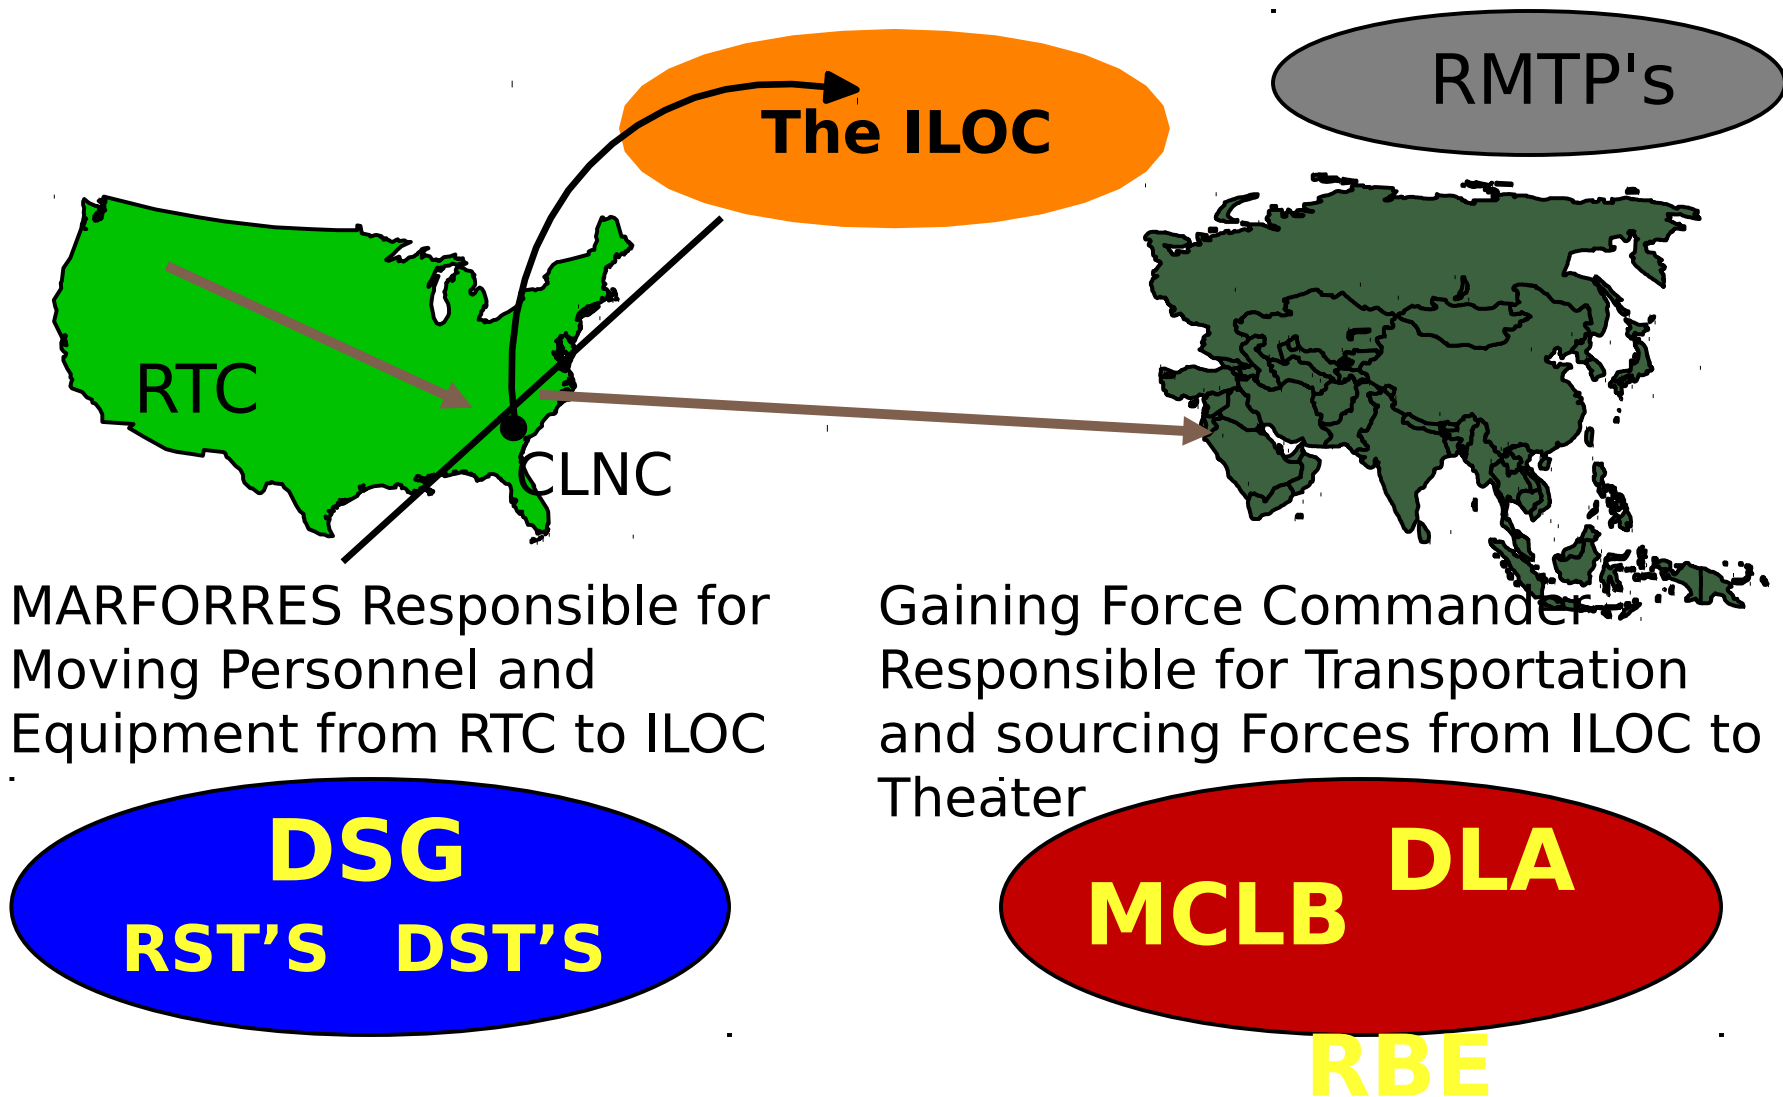 The ILOC
RMTP's
RTC
CLNC
MARFORRES Responsible for
Moving Personnel and
Equipment from RTC to ILOC
Gaining Force Commander
Responsible for Transportation
and sourcing Forces from ILOC to
Theater
DSG
RST’S DST’S
DLA
MCLB
RBE